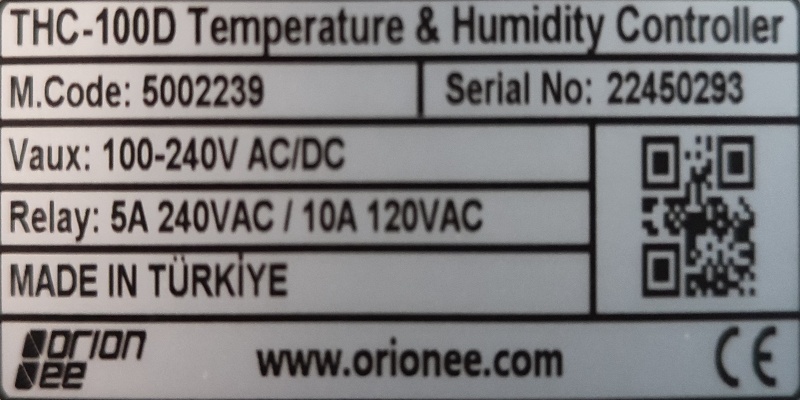 THC-100D Temperature & Humidity Controller
M.Code: 5002239
Serial No: 22450293
Vaux: 100-240V AC/DC
Relay: 5A 240VAC / 10A 120VAC
MADE IN TÜRKİYE
orion
ee
www.orionee.com
CE